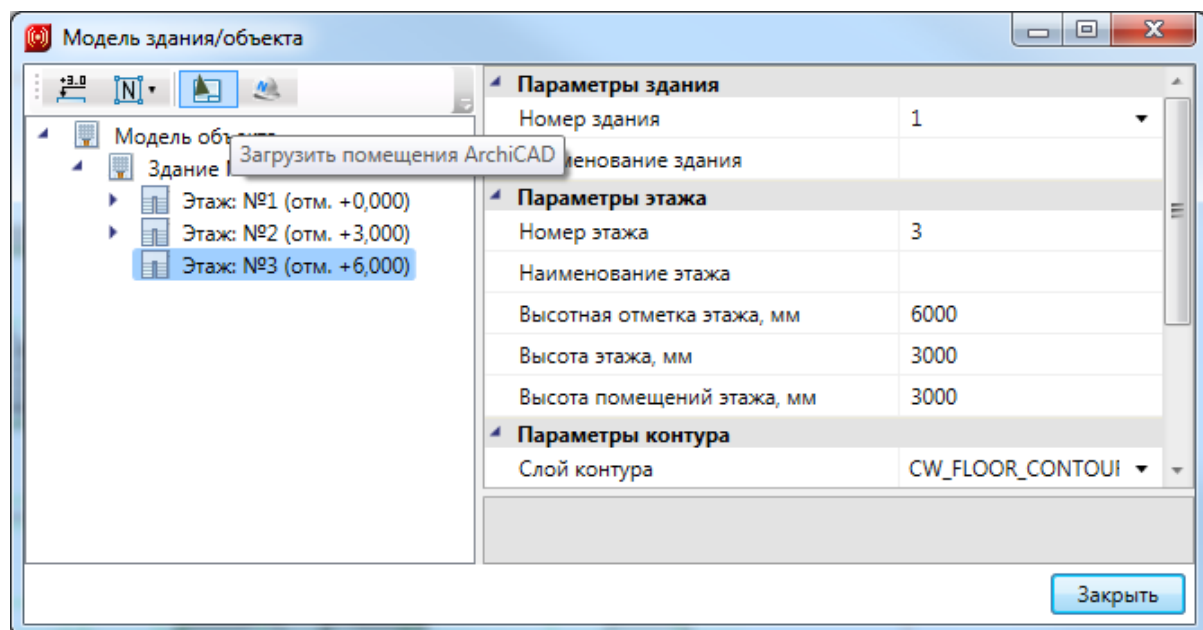 Модель здания/объекта
+3.0
N
Параметры здания
Номер здания 1
Модель
Загрузить помещения ArchiCAD
Здание
здания
Параметры этажа
Этаж: №1 (отм. +0,000)
Этаж: №2 (отм. +3,000)
Номер этажа 3
Этаж: №3 (отм. +6,000)
Наименование этажа
Высотная отметка этажа, мм 6000
Высота этажа, мм 3000
Высота помещений этажа, мм 3000
Параметры контура
Слой контура CW_FLOOR_CONTOUR
Закрыть